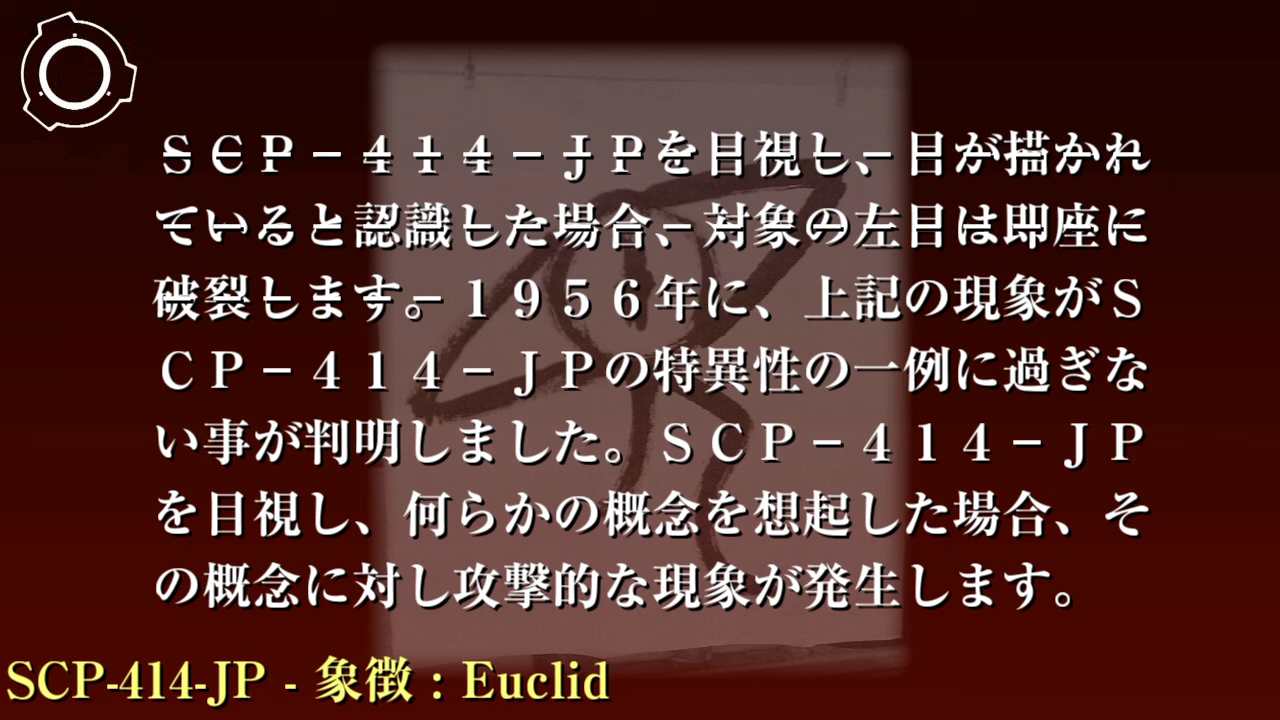 ＳＣＰ－４１４－ＪＰを目視し、目が描かれ
ていると認識した場合、対象の左目は即座に
破裂します。１９５６年に、上記の現象がＳ
ＣＰ－４１４－ＪＰの特異性の一例に過ぎな
い事が判明しました。ＳＣＰ－４１４－ＪＰ
を目視し、何らかの概念を想起した場合、そ
の概念に対し攻撃的な現象が発生します。
SCP-414-JP - 象徴：Euclid